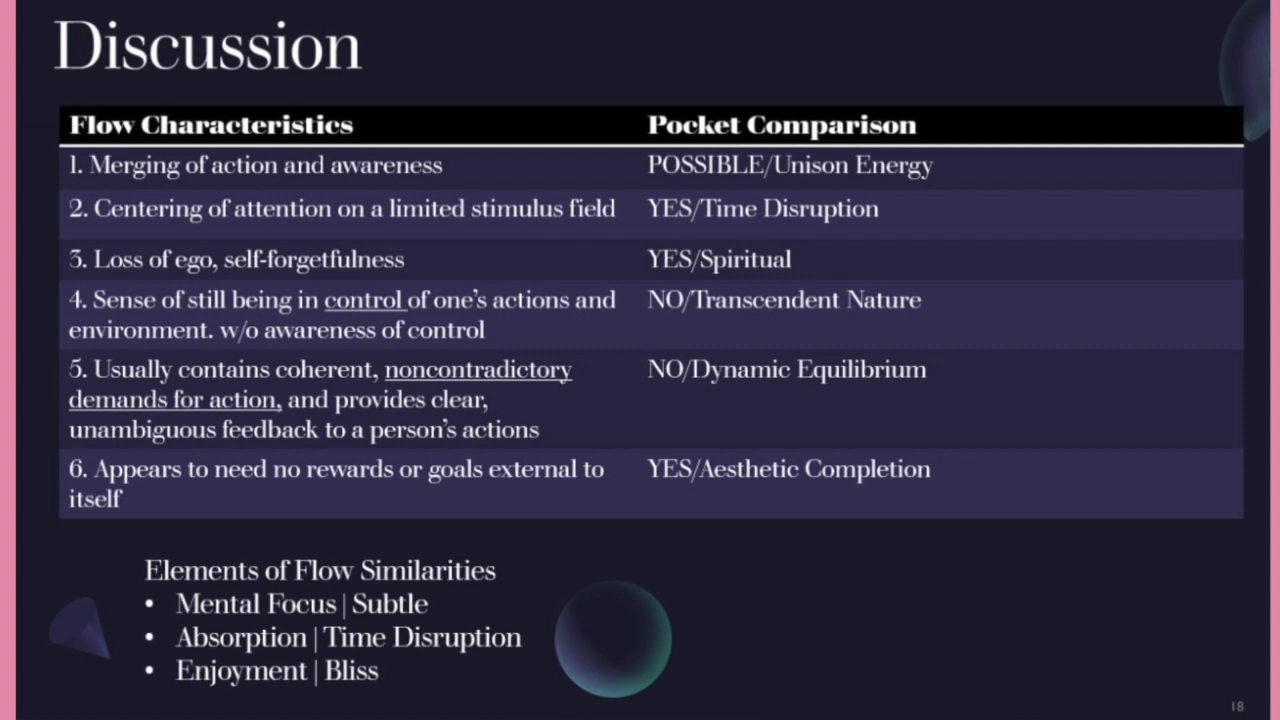 Discussion
Flow Characteristics
Pocket Comparison
1. Merging of action and awareness
POSSIBLE/Unison Energy
2. Centering of attention on a limited stimulus field
YES/Time Disruption
3. Loss of ego, self-forgetfulness
YES/Spiritual
4. Sense of still being in control of one's actions and
environment. w/o awareness of control
NO/Transcendent Nature
5. Usually contains coherent, noncontradictory
demands for action, and provides clear,
unambiguous feedback to a person's actions
NO/Dynamic Equilibrium
6. Appears to need no rewards or goals external to
itself
YES/Aesthetic Completion
Elements of Flow Similarities
• Mental Focus | Subtle
• Absorption | Time Disruption
• Enjoyment | Bliss
18